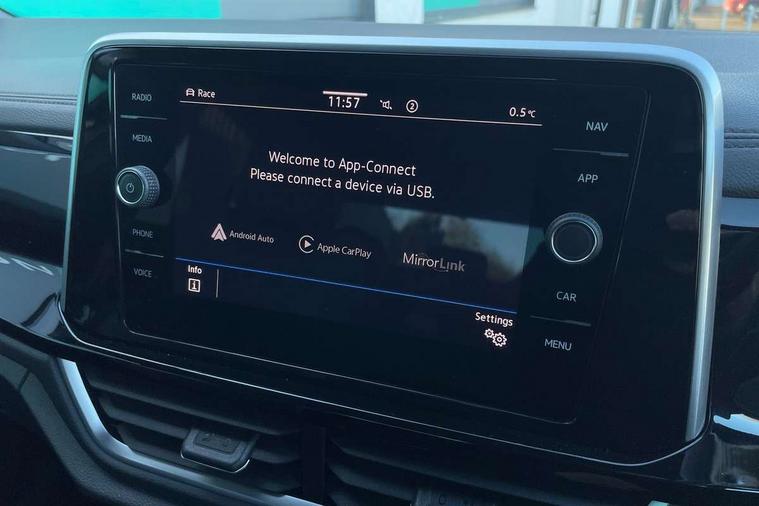 RADIO
MEDIA
PHONE
VOICE
Race
11:57
2
0.5°C
Welcome to App-Connect
Please connect a device via USB.
Android Auto
Apple CarPlay
MirrorLink
Info
i
Settings
NAV
APP
CAR
MENU